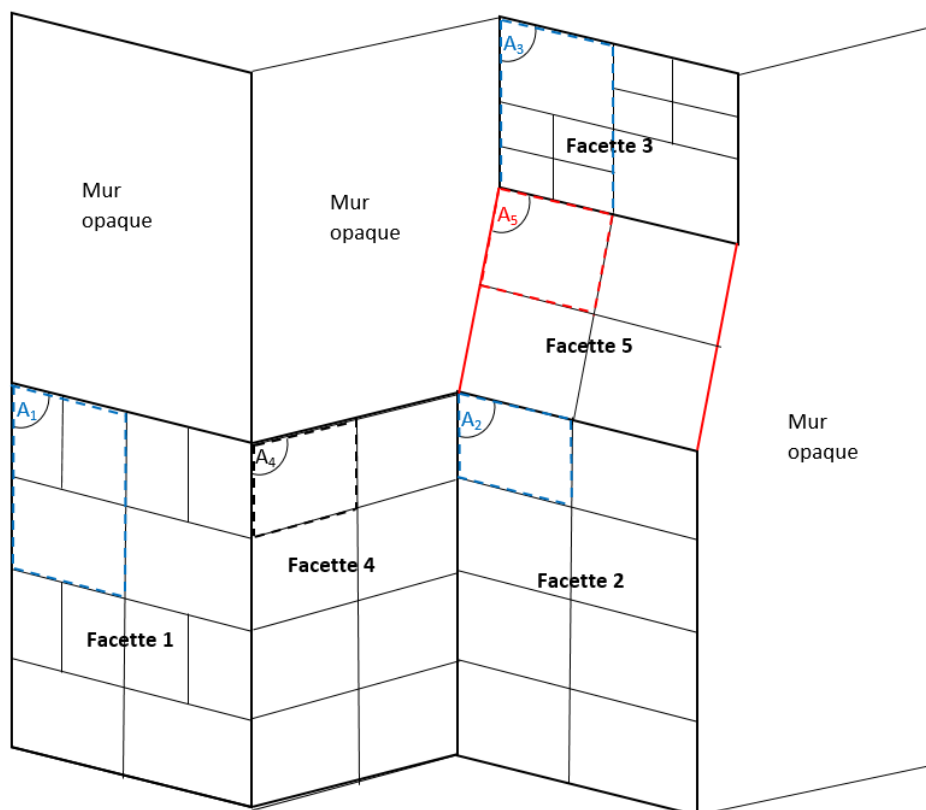 A₃
Facette 3
Mur
opaque
Mur
opaque
A₅
Facette 5
A₁
A₂
Mur
opaque
A₄
Facette 4
Facette 2
Facette 1